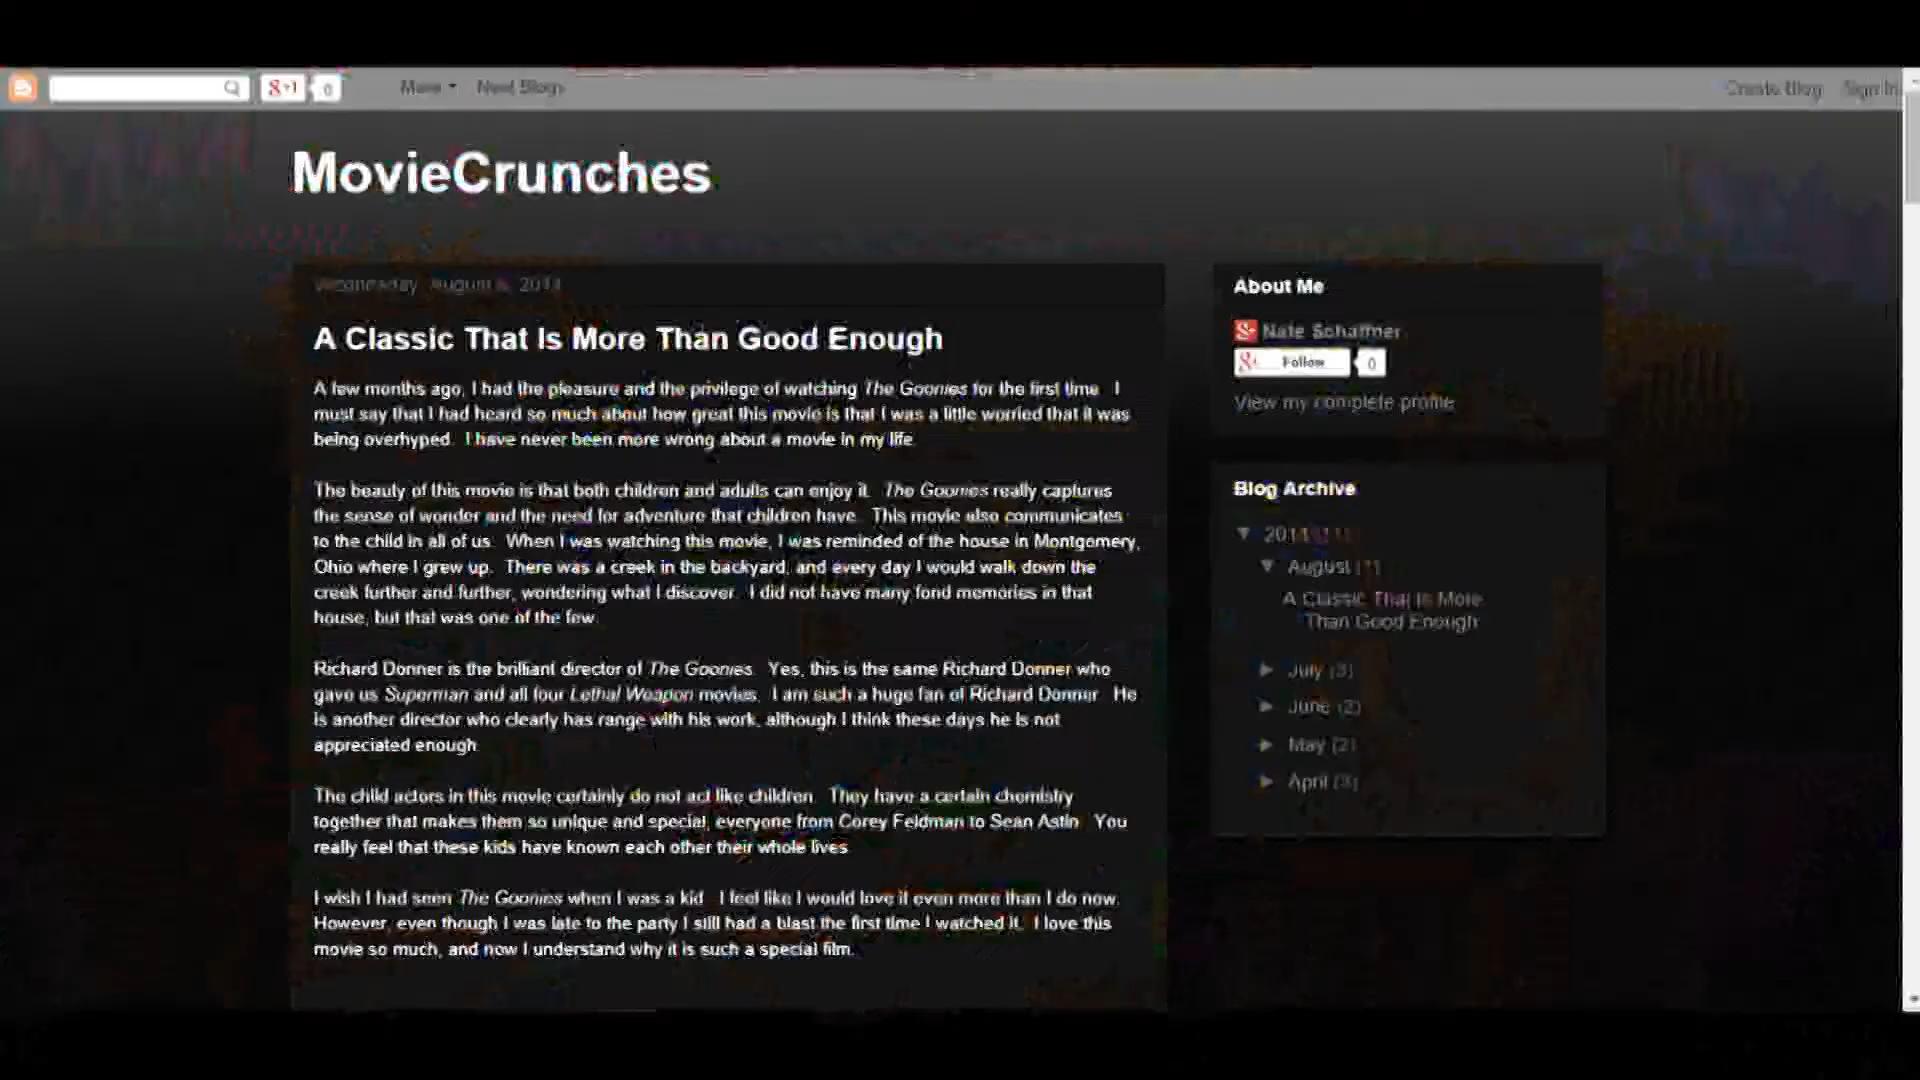 g+1 0 More Next Blog» Create Blog Sign In
MovieCrunches
Wednesday, August 6, 2014
A Classic That Is More Than Good Enough
A few months ago, I had the pleasure and the privilege of watching The Goonies for the first time. I
must say that I had heard so much about how great this movie is that I was a little worried that it was
being overhyped. I have never been more wrong about a movie in my life.
The beauty of this movie is that both children and adults can enjoy it. The Goonies really captures
the sense of wonder and the need for adventure that children have. This movie also communicates
to the child in all of us. When I was watching this movie, I was reminded of the house in Montgomery,
Ohio where I grew up. There was a creek in the backyard, and every day I would walk down the
creek further and further, wondering what I discover. I did not have many fond memories in that
house, but that was one of the few.
Richard Donner is the brilliant director of The Goonies. Yes, this is the same Richard Donner who
gave us Superman and all four Lethal Weapon movies. I am such a huge fan of Richard Donner. He
is another director who clearly has range with his work, although I think these days he is not
appreciated enough.
The child actors in this movie certainly do not act like children. They have a certain chemistry
together that makes them so unique and special, everyone from Corey Feldman to Sean Astin. You
really feel that these kids have known each other their whole lives.
I wish I had seen The Goonies when I was a kid. I feel like I would love it even more than I do now.
However, even though I was late to the party I still had a blast the first time I watched it. I love this
movie so much, and now I understand why it is such a special film.
About Me
Nate Schaffner
Follow 0
View my complete profile
Blog Archive
▼ 2014 (11)
▼ August (1)
A Classic That Is More
Than Good Enough
► July (3)
► June (2)
► May (2)
► April (3)